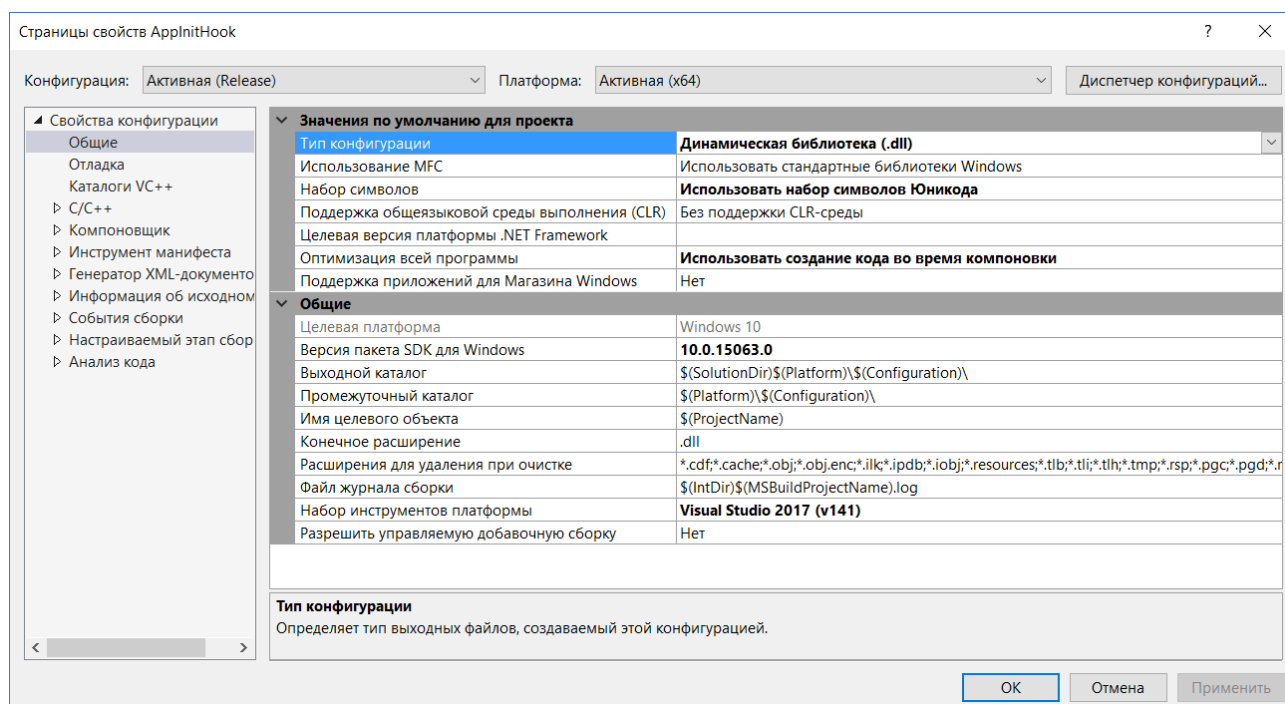 Страницы свойств AppInitHook
? ×
Конфигурация: Активная (Release) Платформа: Активная (x64) Диспетчер конфигураций...
Свойства конфигурации
Общие
Отладка
Каталоги VC++
C/C++
Компоновщик
Инструмент манифеста
Генератор XML-документо
Информация об исходном
События сборки
Настраиваемый этап сбор
Анализ кода
Значения по умолчанию для проекта
Тип конфигурации Динамическая библиотека (.dll)
Использование MFC Использовать стандартные библиотеки Windows
Набор символов Использовать набор символов Юникода
Поддержка общеязыковой среды выполнения (CLR) Без поддержки CLR-среды
Целевая версия платформы .NET Framework
Оптимизация всей программы Использовать создание кода во время компоновки
Поддержка приложений для Магазина Windows Нет
Общие
Целевая платформа Windows 10
Версия пакета SDK для Windows 10.0.15063.0
Выходной каталог $(SolutionDir)$(Platform)\$(Configuration)\
Промежуточный каталог $(Platform)\$(Configuration)\
Имя целевого объекта $(ProjectName)
Конечное расширение .dll
Расширения для удаления при очистке *.cdf;*.cache;*.obj;*.obj.enc;*.ilk;*.ipdb;*.iobj;*.resources;*.tlb;*.tli;*.tlh;*.tmp;*.rsp;*.pgc;*.pgd;*.r
Файл журнала сборки $(IntDir)$(MSBuildProjectName).log
Набор инструментов платформы Visual Studio 2017 (v141)
Разрешить управляемую добавочную сборку Нет
Тип конфигурации
Определяет тип выходных файлов, создаваемый этой конфигурацией.
ОК Отмена Применить